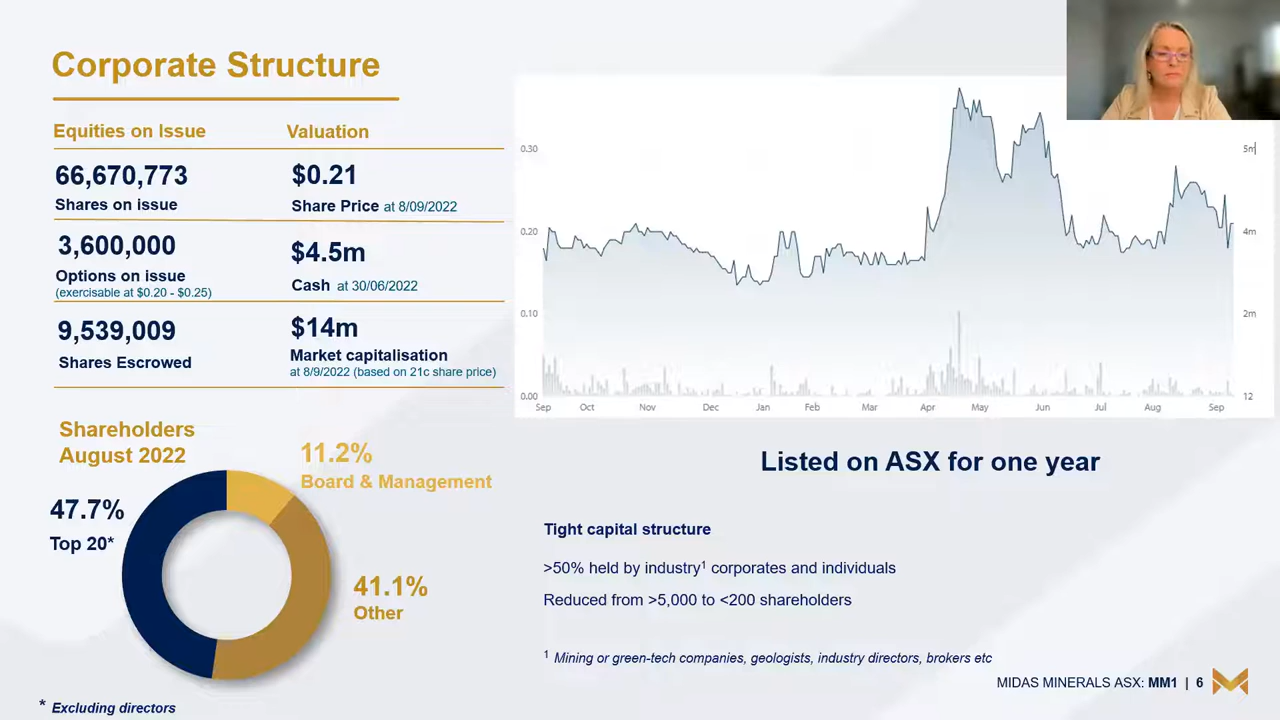 Corporate Structure
Equities on Issue
Valuation
66,670,773
Shares on issue
$0.21
Share Price at 8/09/2022
3,600,000
Options on issue
(exercisable at $0.20 - $0.25)
$4.5m
Cash at 30/06/2022
9,539,009
Shares Escrowed
$14m
Market capitalisation
at 8/9/2022 (based on 21c share price)
0.30
0.20
0.10
0.00
5m
4m
2m
12
Sep Oct Nov Dec Jan Feb Mar Apr May Jun Jul Aug Sep
Shareholders
August 2022
11.2%
Board & Management
47.7%
Top 20*
41.1%
Other
* Excluding directors
Listed on ASX for one year
Tight capital structure
>50% held by industry¹ corporates and individuals
Reduced from >5,000 to <200 shareholders
¹ Mining or green-tech companies, geologists, industry directors, brokers etc
MIDAS MINERALS ASX: MM1 | 6